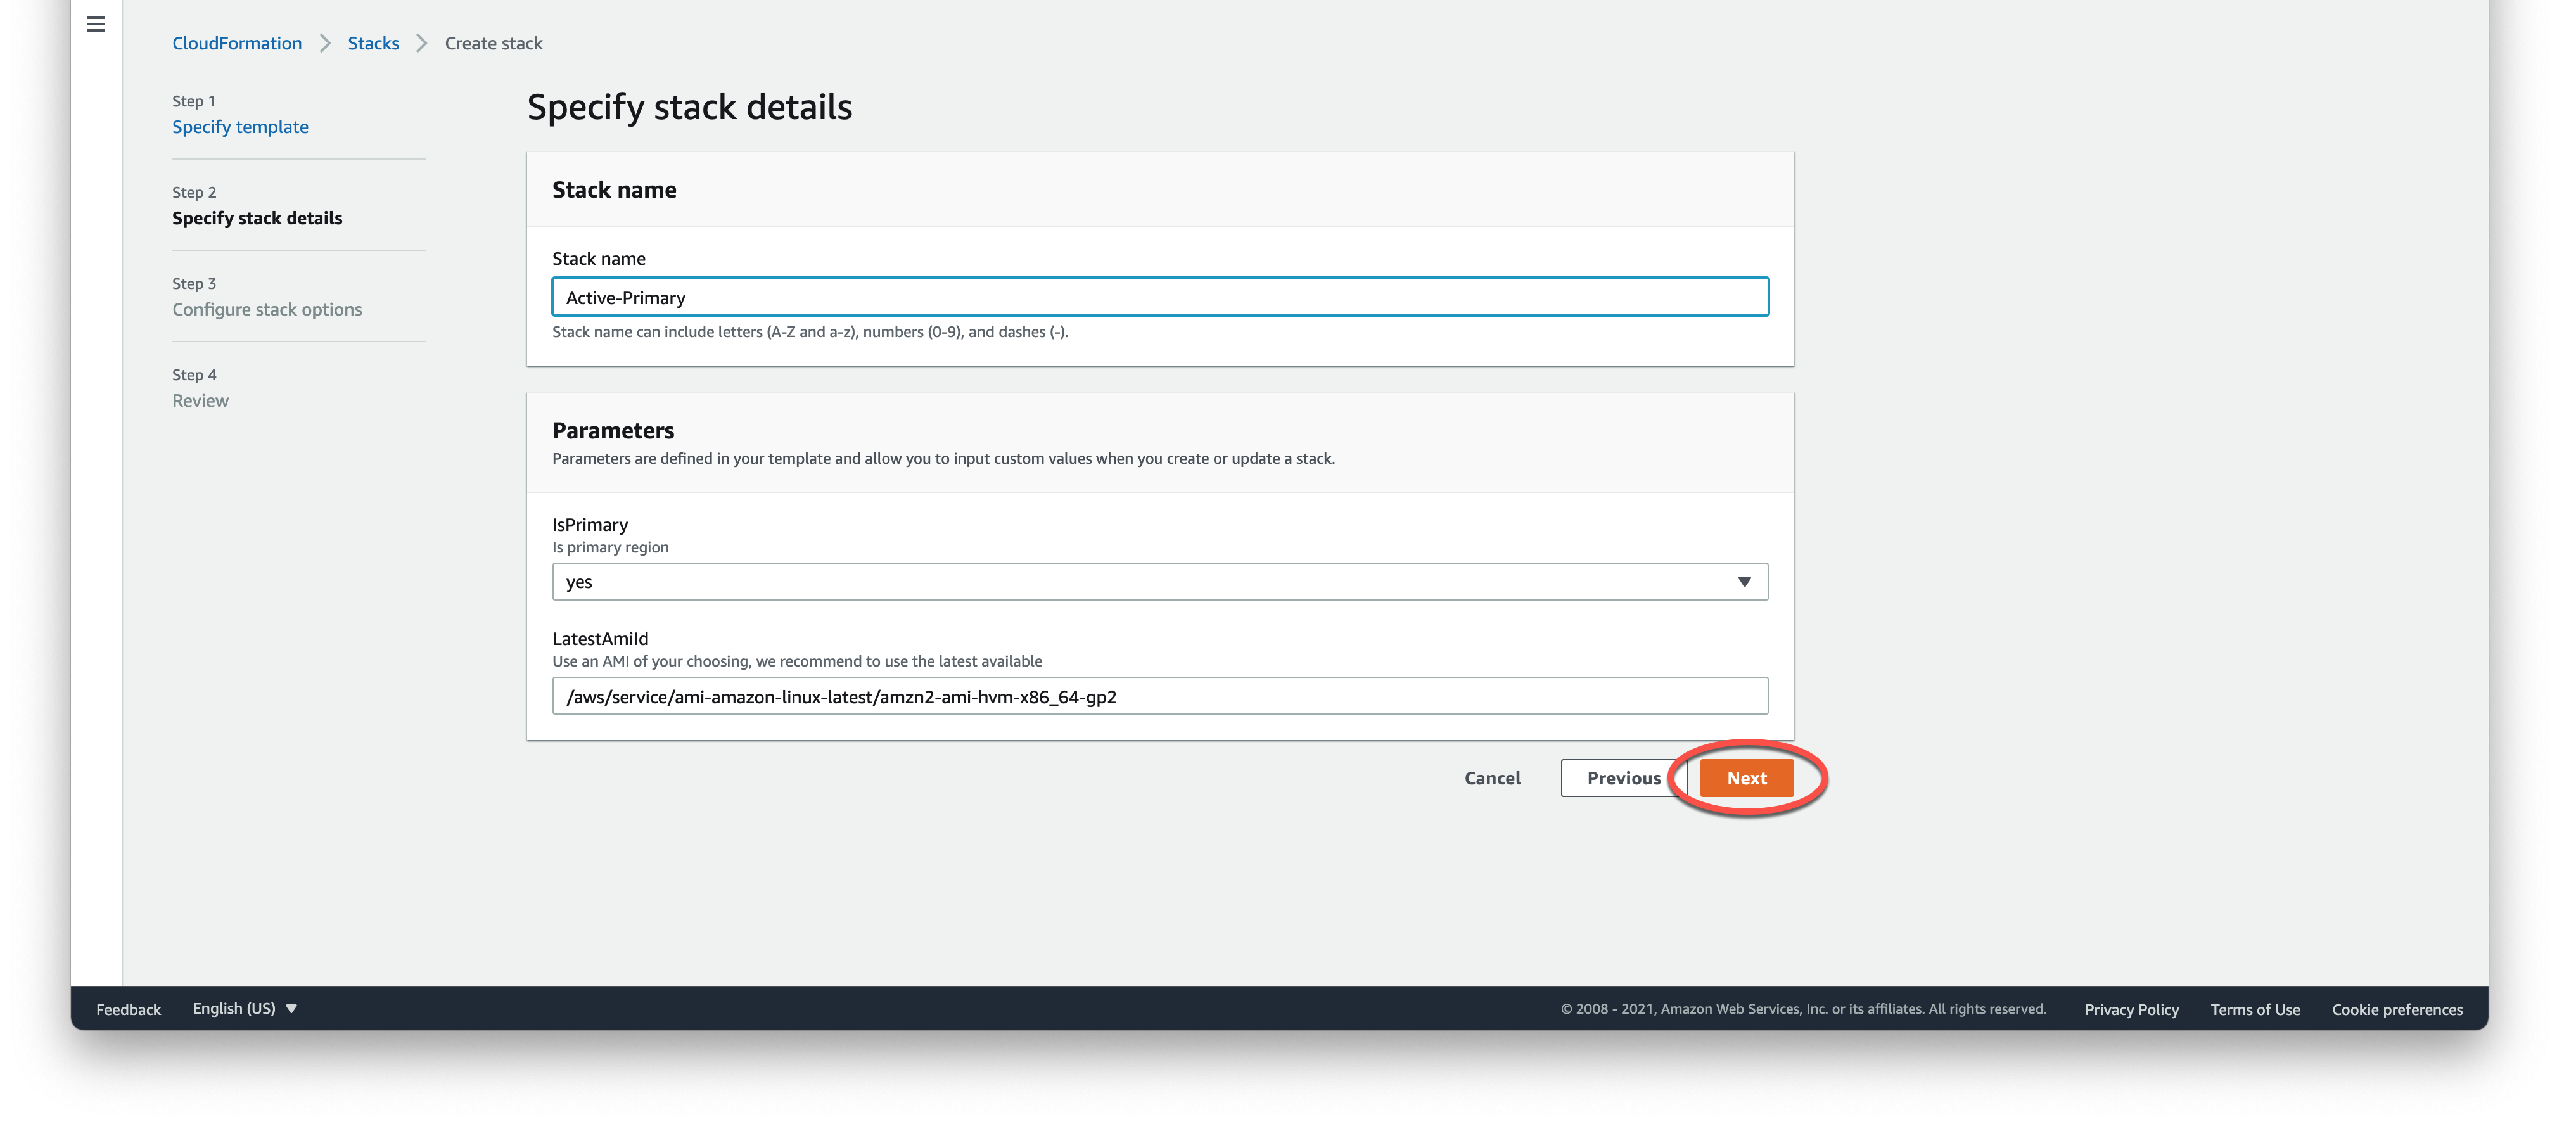 CloudFormation > Stacks > Create stack
Step 1
Specify template
Step 2
Specify stack details
Step 3
Configure stack options
Step 4
Review
Specify stack details
Stack name
Stack name
Active-Primary
Stack name can include letters (A-Z and a-z), numbers (0-9), and dashes (-).
Parameters
Parameters are defined in your template and allow you to input custom values when you create or update a stack.
IsPrimary
Is primary region
yes
LatestAmiId
Use an AMI of your choosing, we recommend to use the latest available
/aws/service/ami-amazon-linux-latest/amzn2-ami-hvm-x86_64-gp2
Cancel Previous Next
Feedback English (US) © 2008 - 2021, Amazon Web Services, Inc. or its affiliates. All rights reserved. Privacy Policy Terms of Use Cookie preferences